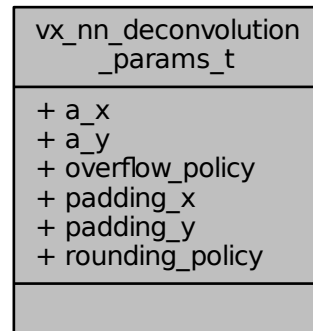 vx_nn_deconvolution
_params_t
+ a_x
+ a_y
+ overflow_policy
+ padding_x
+ padding_y
+ rounding_policy